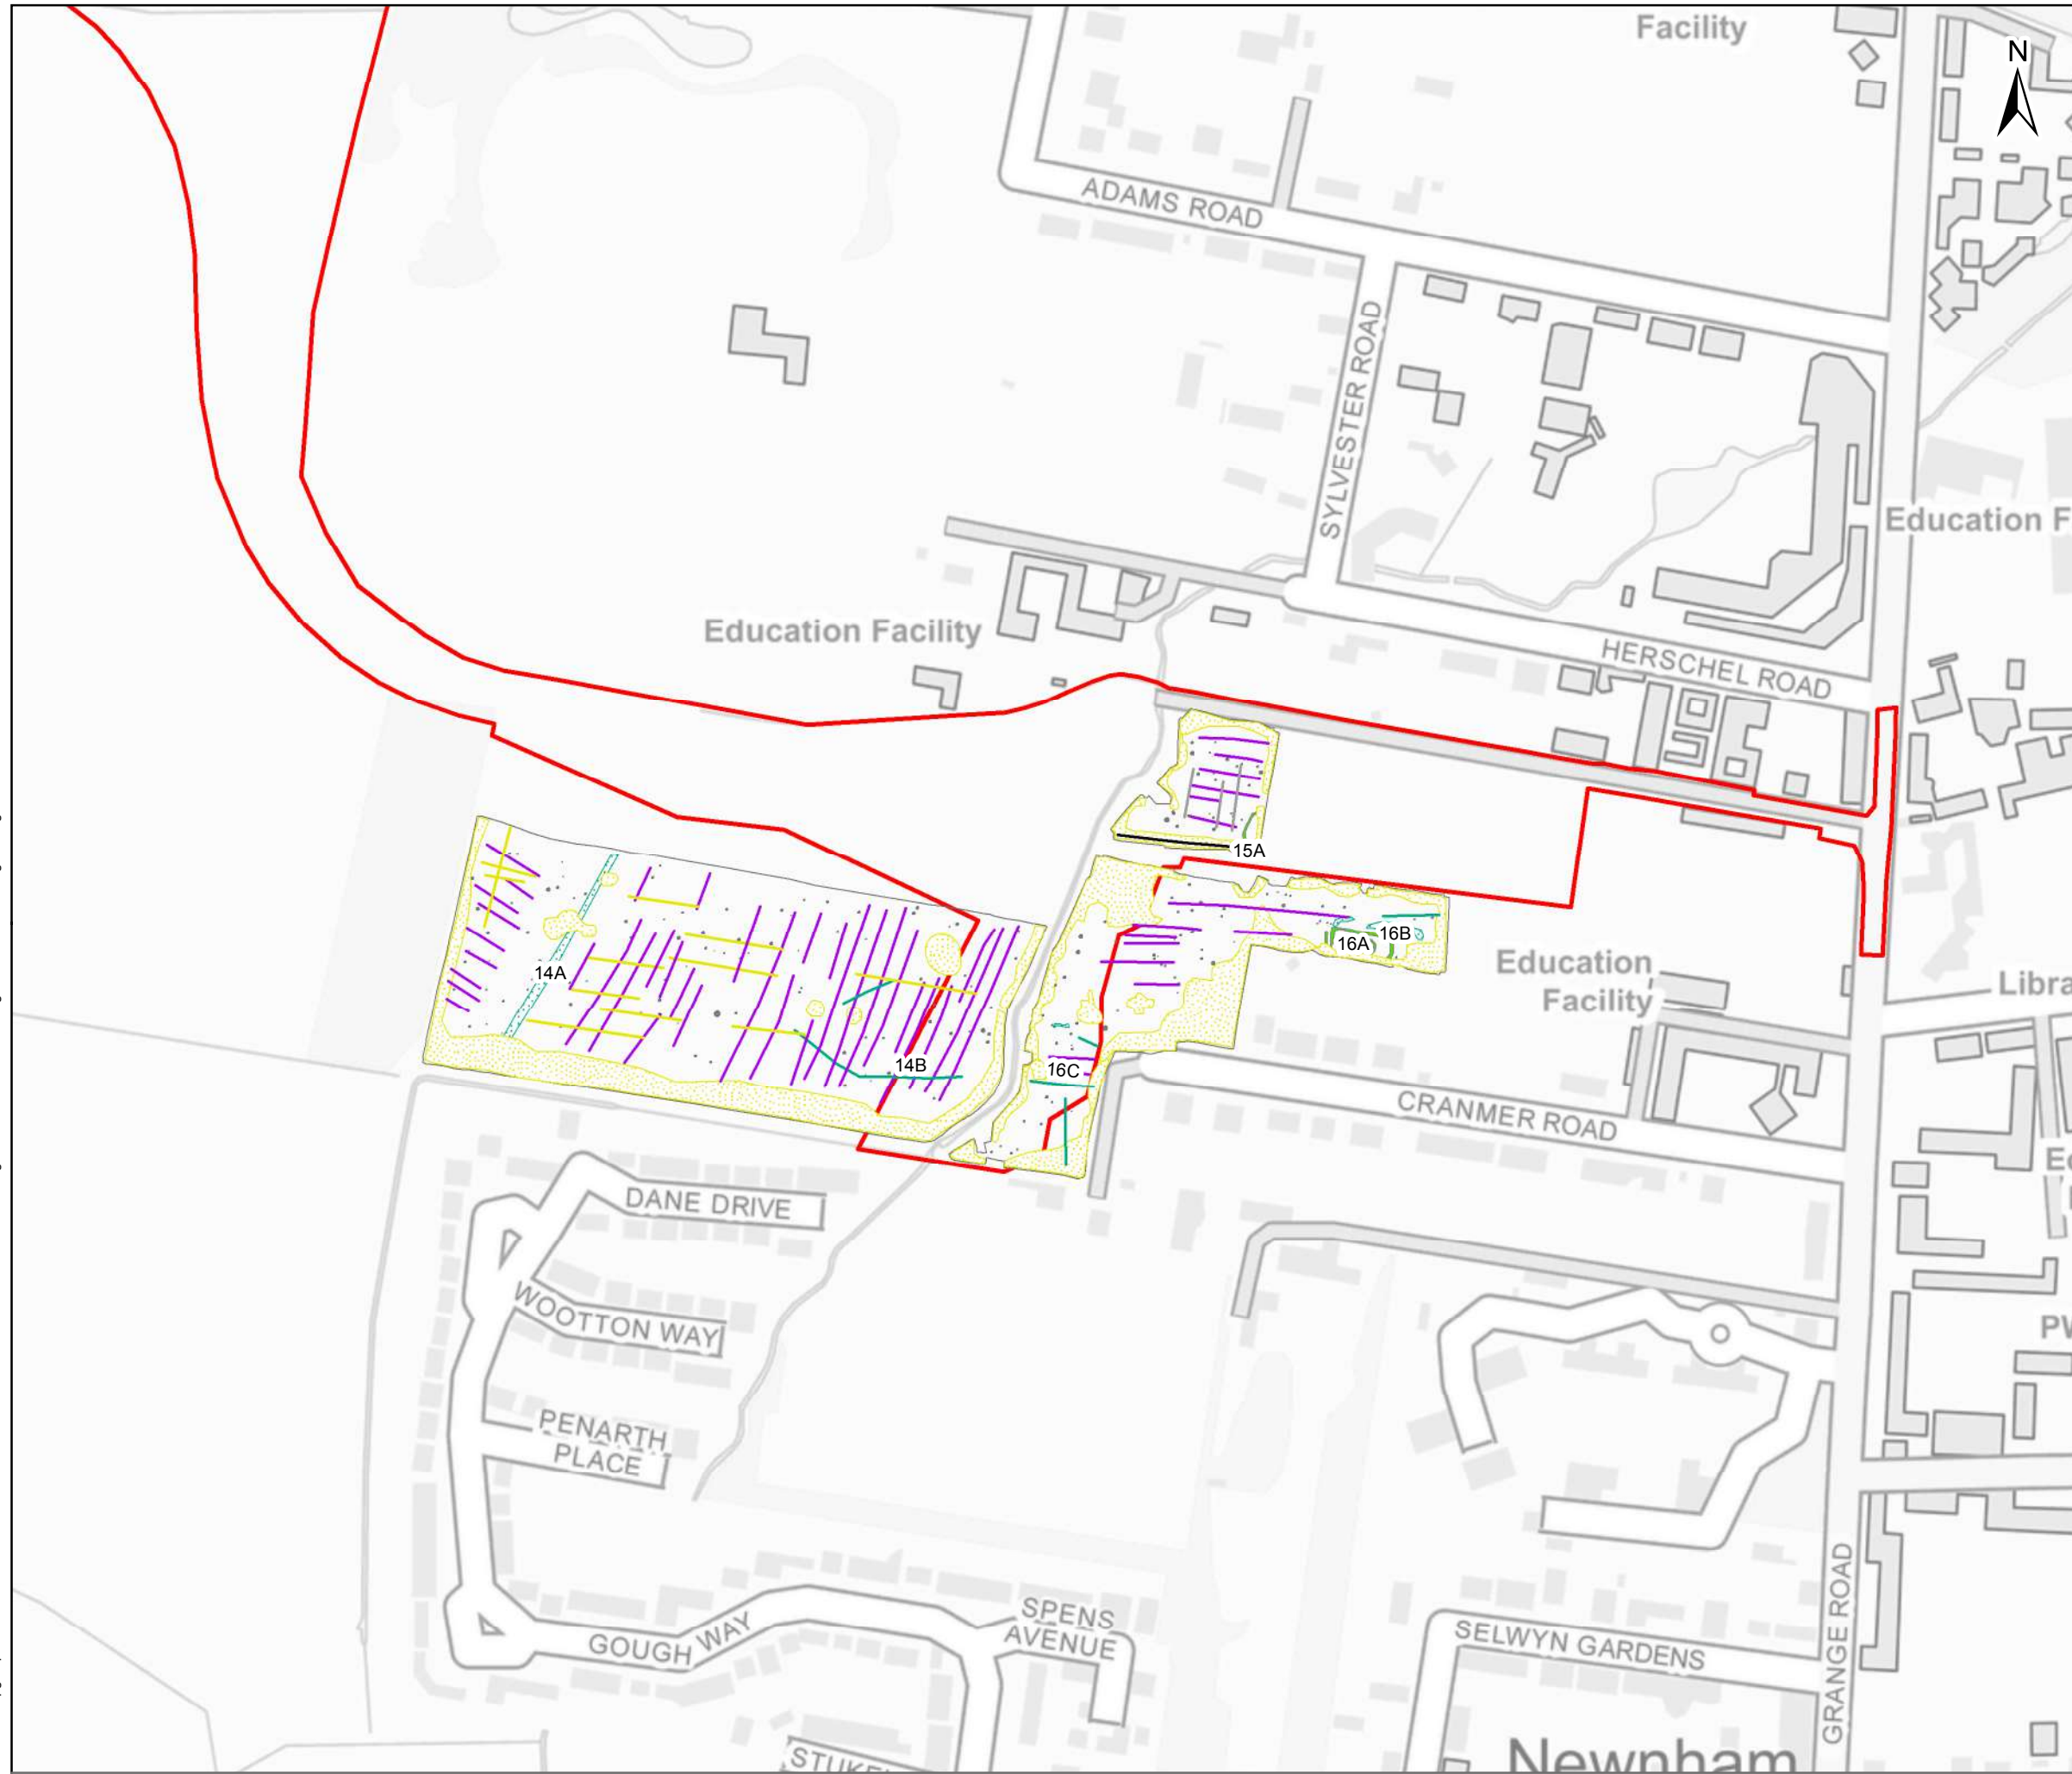 Facility
N
ADAMS ROAD
SYLVESTER ROAD
Education F
Education Facility
HERSCHEL ROAD
15A
16A
16B
14A
Education
Facility
Libra
14B
16C
CRANMER ROAD
DANE DRIVE
WOOTTON WAY
PENARTH
PLACE
SPENS
AVENUE
GOUGH WAY
SELWYN GARDENS
GRANGE ROAD
Newnham